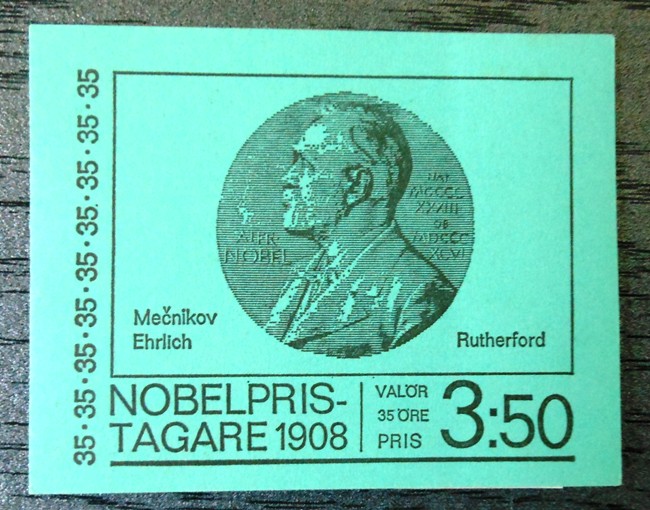 35·35·35·35·35·35·35·35·35
ALFR·
NOBEL
NAT·
MDCCC
XXXIII
OB·
MDCCC
XCVI
Mečnikov
Ehrlich
Rutherford
NOBELPRIS-
TAGARE 1908
VALÖR
35 ÖRE
PRIS
3:50